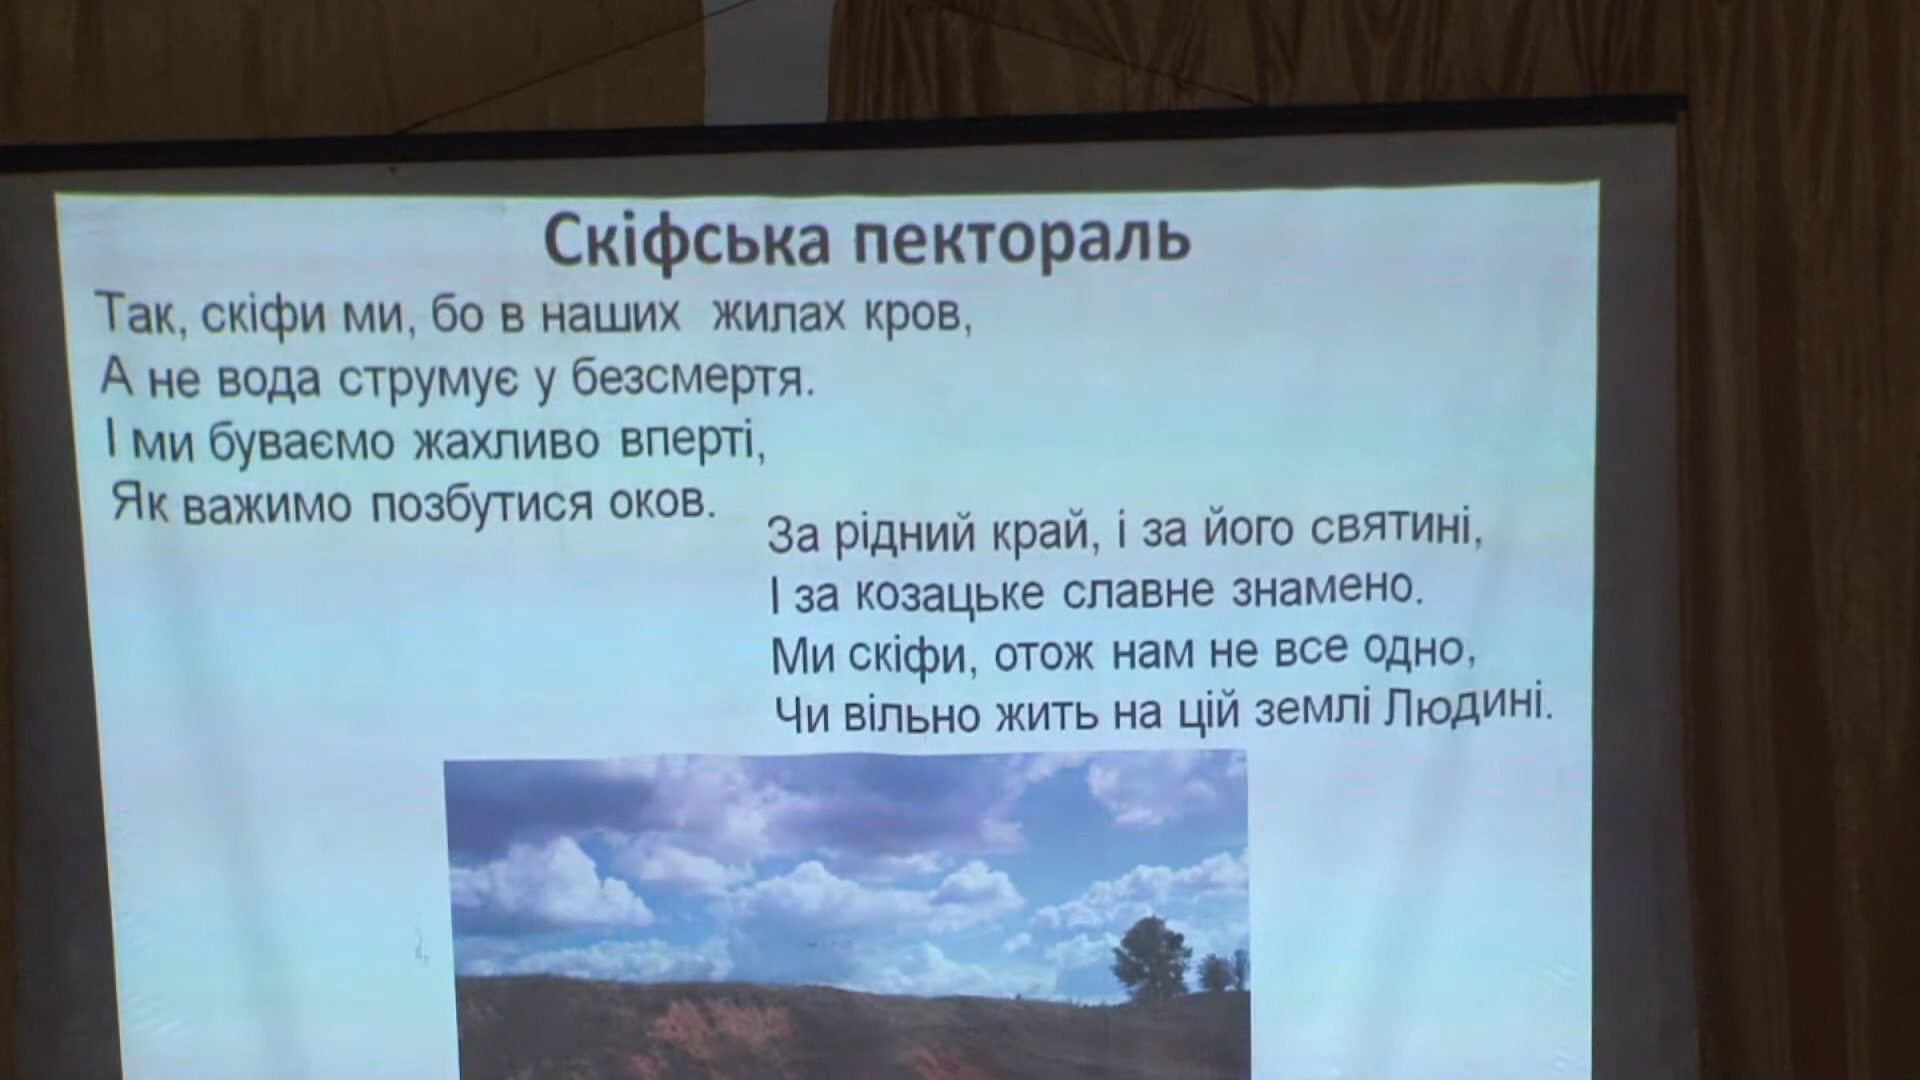 Скіфська пектораль
Так, скіфи ми, бо в наших жилах кров,
А не вода струмує у безсмертя.
І ми буваємо жахливо вперті,
Як важимо позбутися оков.
За рідний край, і за його святині,
І за козацьке славне знамено.
Ми скіфи, отож нам не все одно,
Чи вільно жить на цій землі Людині.